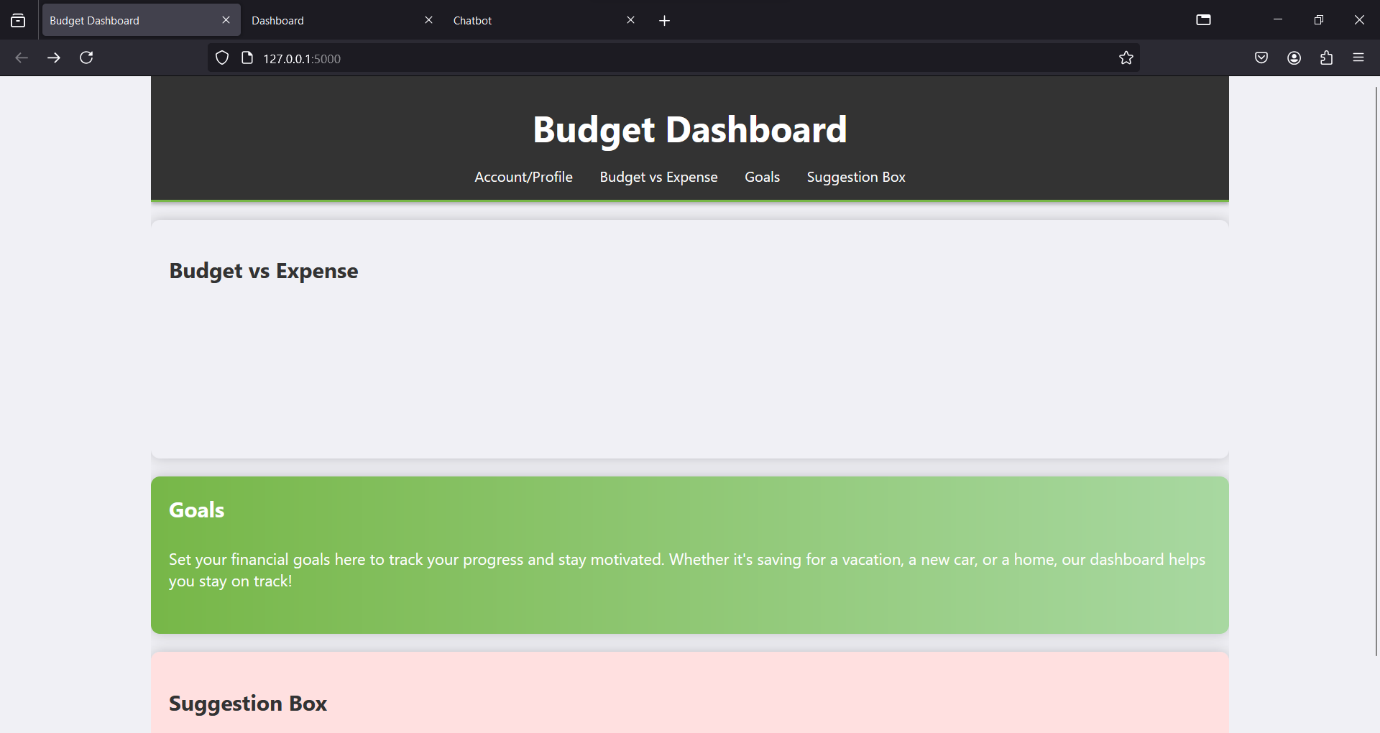 Budget Dashboard
Dashboard
Chatbot
127.0.0.1:5000
Budget Dashboard
Account/Profile Budget vs Expense Goals Suggestion Box
Budget vs Expense
Goals
Set your financial goals here to track your progress and stay motivated. Whether it's saving for a vacation, a new car, or a home, our dashboard helps
you stay on track!
Suggestion Box